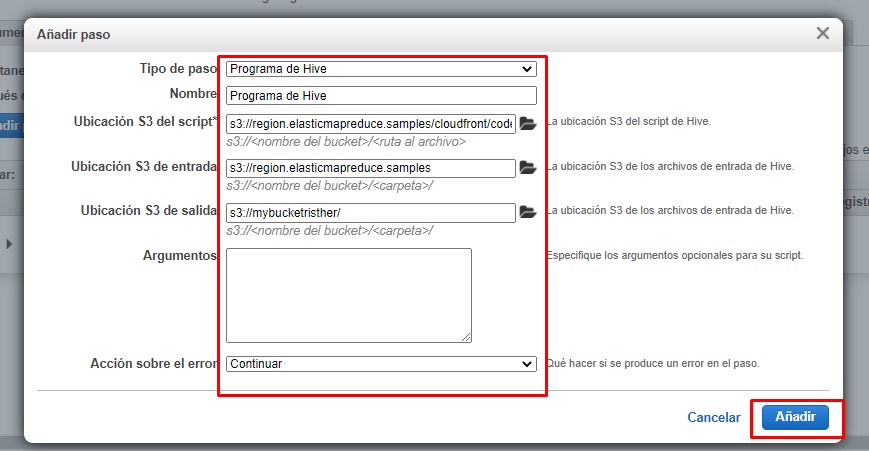 Añadir paso
Tipo de paso Programa de Hive
Nombre Programa de Hive
Ubicación S3 del script* s3://region.elasticmapreduce.samples/cloudfront/code La ubicación S3 del script de Hive.
s3://<nombre del bucket>/<ruta al archivo>
Ubicación S3 de entrada s3://region.elasticmapreduce.samples La ubicación S3 de los archivos de entrada de Hive.
s3://<nombre del bucket>/<carpeta>/
Ubicación S3 de salida s3://mybucketristher/ La ubicación S3 de los archivos de entrada de Hive.
s3://<nombre del bucket>/<carpeta>/
Argumentos Especifique los argumentos opcionales para su script.
Acción sobre el error Continuar Qué hacer si se produce un error en el paso.
Cancelar Añadir